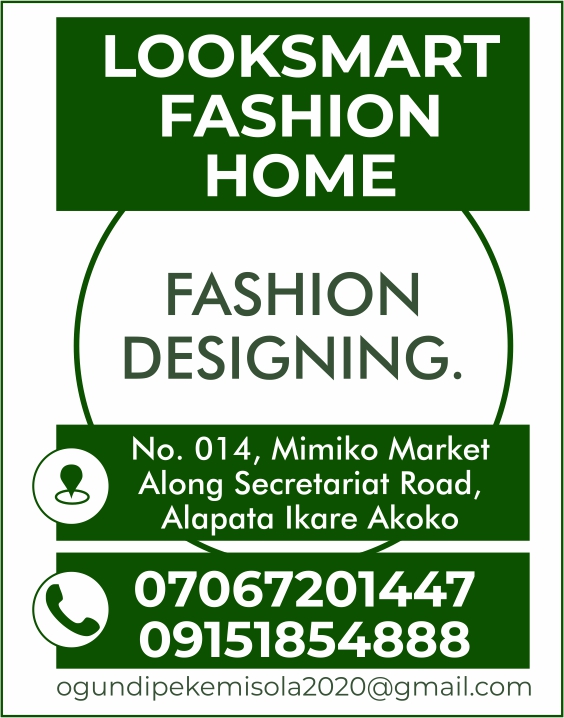 LOOKSMART
FASHION
HOME
FASHION
DESIGNING.
No. 014, Mimiko Market
Along Secretariat Road,
Alapata Ikare Akoko
07067201447
09151854888
ogundipekemisola2020@gmail.com